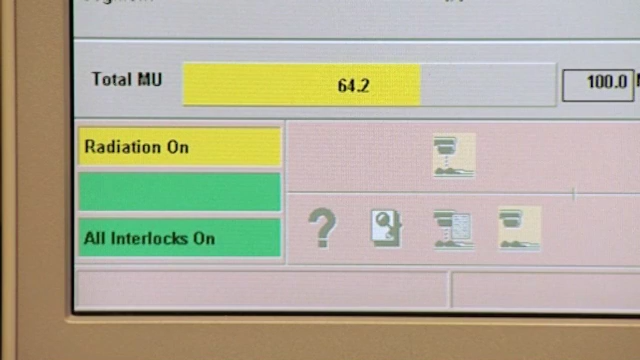 Total MU
64.2
100.0
Radiation On
All Interlocks On